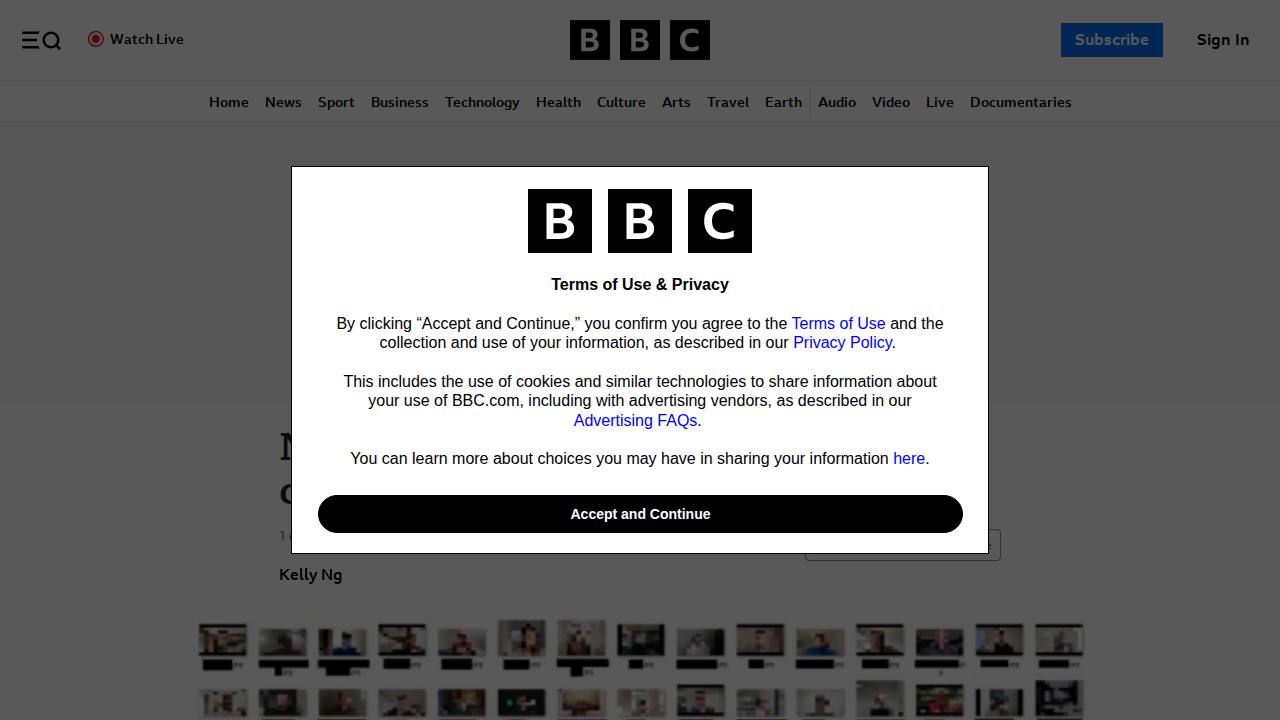 Watch Live
BBC
Subscribe
Sign In
Home News Sport Business Technology Health Culture Arts Travel Earth Audio Video Live Documentaries
BBC
Terms of Use & Privacy
By clicking “Accept and Continue,” you confirm you agree to the Terms of Use and the
collection and use of your information, as described in our Privacy Policy.
This includes the use of cookies and similar technologies to share information about
your use of BBC.com, including with advertising vendors, as described in our
Advertising FAQs.
You can learn more about choices you may have in sharing your information here.
Accept and Continue
Kelly Ng